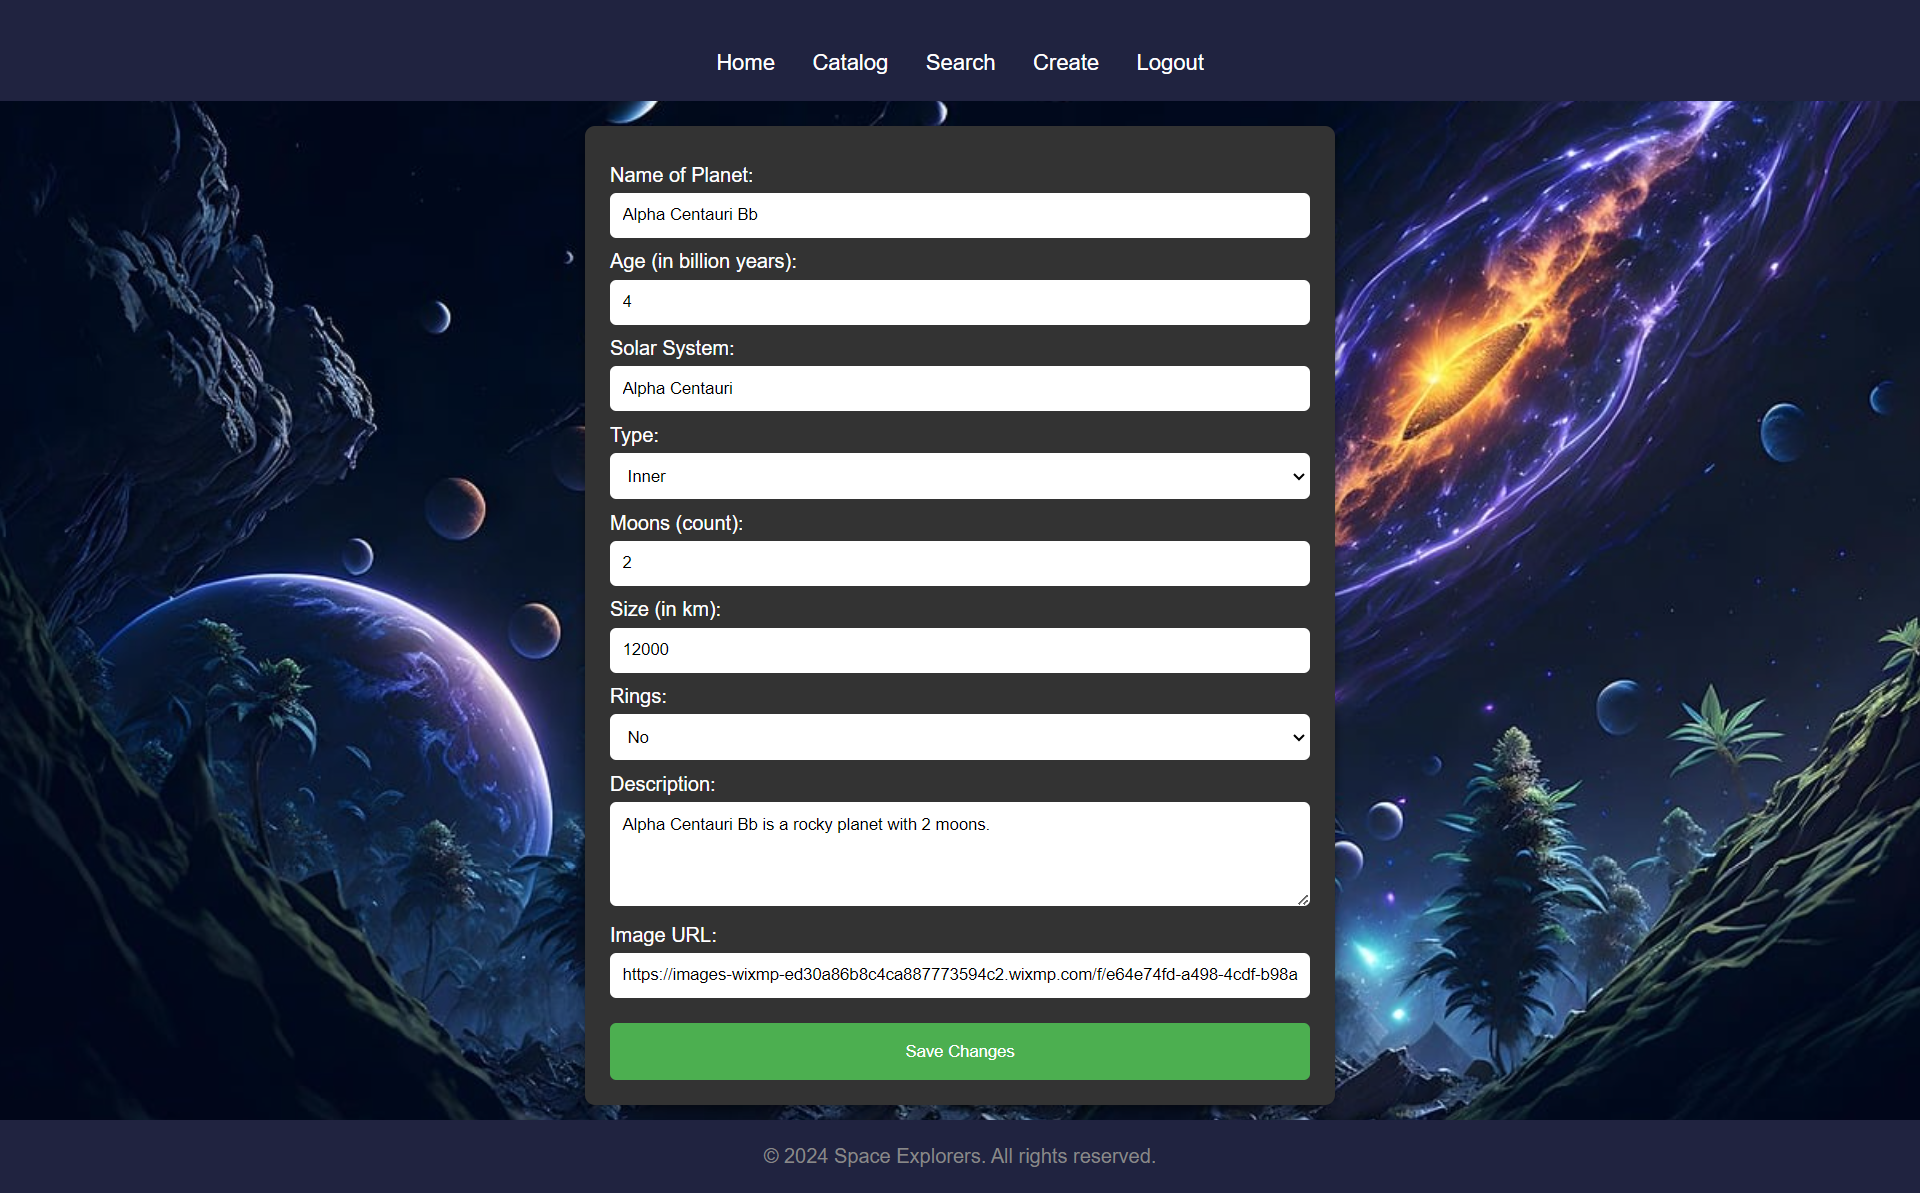 Home Catalog Search Create Logout
Name of Planet:
Alpha Centauri Bb
Age (in billion years):
4
Solar System:
Alpha Centauri
Type:
Inner
Moons (count):
2
Size (in km):
12000
Rings:
No
Description:
Alpha Centauri Bb is a rocky planet with 2 moons.
Image URL:
https://images-wixmp-ed30a86b8c4ca887773594c2.wixmp.com/f/e64e74fd-a498-4cdf-b98a
Save Changes
© 2024 Space Explorers. All rights reserved.